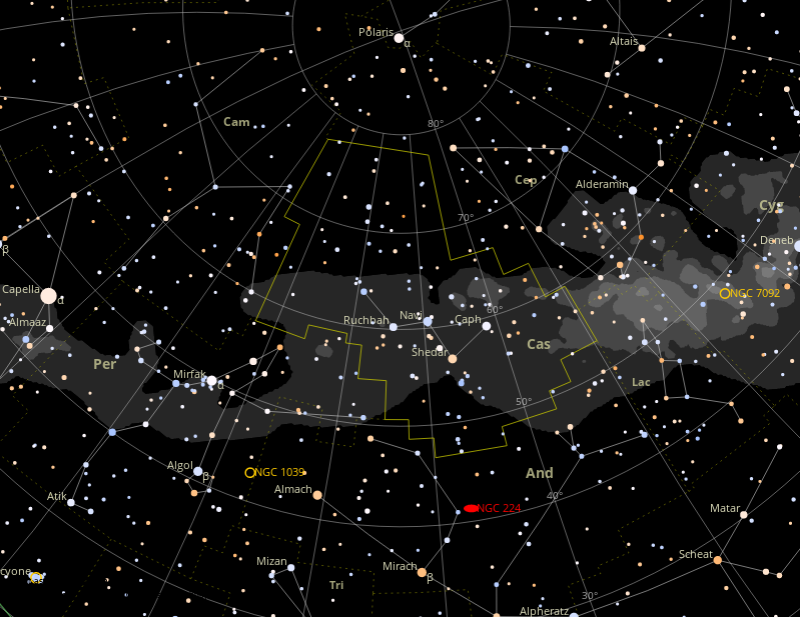 Polaris
α
Altais
Cam
80°
Cep
Alderamin
70°
Cyg
β
Deneb
Capella
α
NGC 7092
60°
Almaaz
Ruchbah
Navi
Caph
Shedar
Cas
Per
Mirfak
α
Lac
50°
Algol
β
NGC 1039
And
Almach
40°
Atik
NGC 224
Matar
Scheat
Mizan
Mirach
β
cyone
Tri
30°
Alpheratz